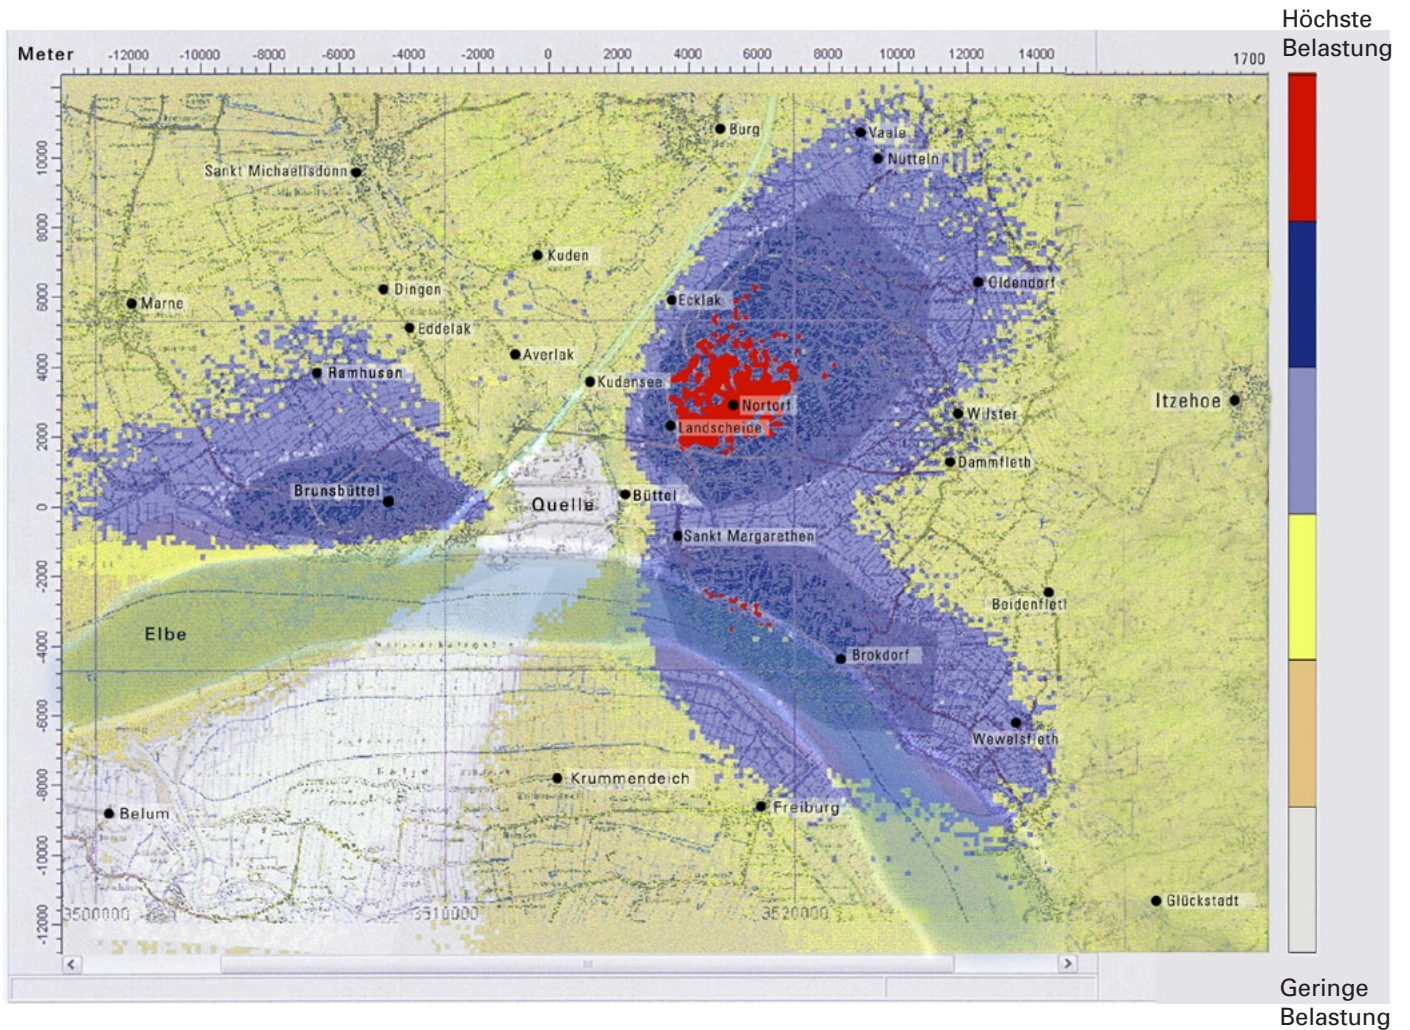 Höchste
Belastung
Meter
-12000 -10000 -8000 -6000 -4000 -2000 0 2000 4000 6000 8000 10000 12000 14000
1700
10000
8000
6000
4000
2000
0
-2000
-4000
-6000
-8000
-10000
-12000
Burg
Vaale
Nutteln
Sankt Michaelisdonn
Kuden
Oldendorf
Dingen
Marne
Ecklak
Eddelak
Averlak
Ramhusen
Kudensee
Itzehoe
Nortorf
Wilster
Landscheide
Dammfleth
Brunsbüttel
Büttel
Quelle
Sankt Margarethen
Beidenfleth
Elbe
Brokdorf
Wewelsfleth
Krummendeich
Freiburg
Belum
Glückstadt
3500000
3510000
3520000
Geringe
Belastung